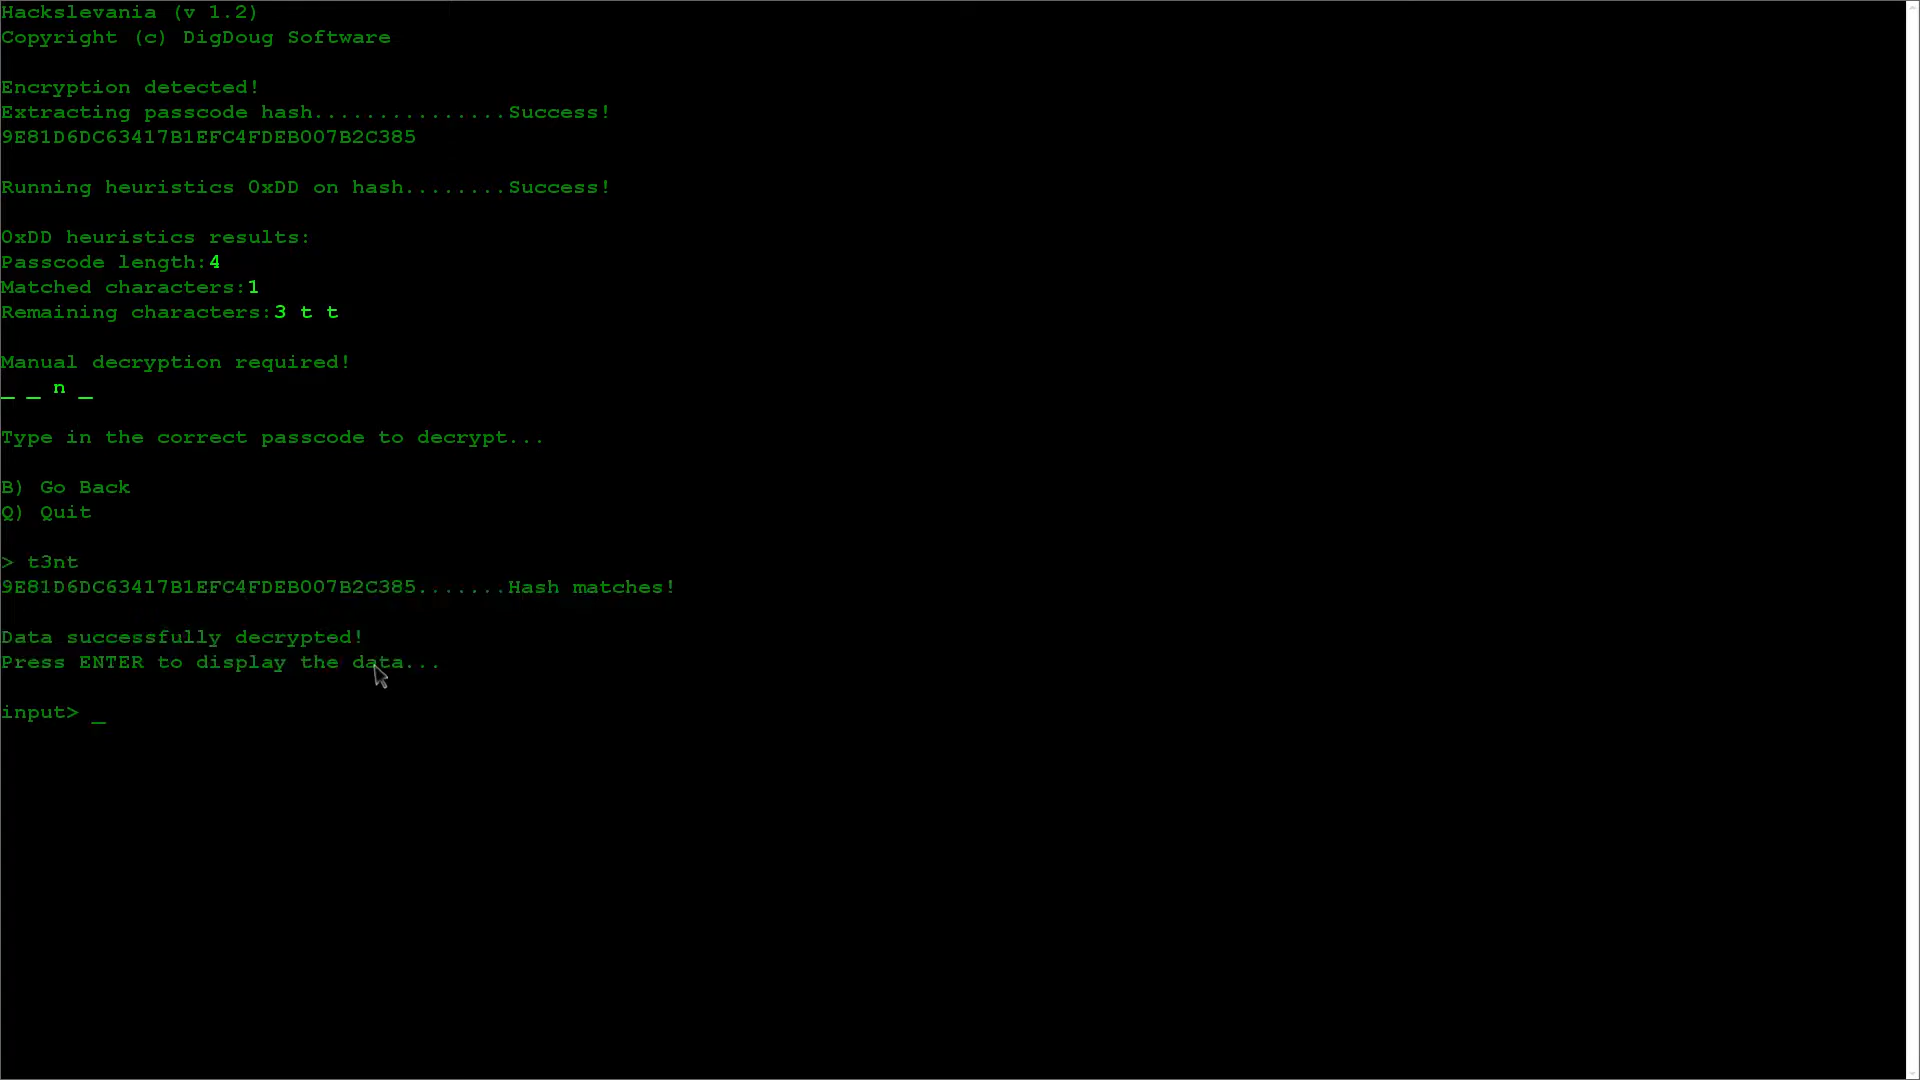 Hackslevania (v 1.2)
Copyright (c) DigDoug Software
Encryption detected!
Extracting passcode hash...............Success!
9E81D6DC63417B1EFC4FDEB007B2C385
Running heuristics 0xDD on hash........Success!
0xDD heuristics results:
Passcode length:4
Matched characters:1
Remaining characters:3 t t
Manual decryption required!
_ _ n _
Type in the correct passcode to decrypt...
B) Go Back
Q) Quit
> t3nt
9E81D6DC63417B1EFC4FDEB007B2C385.......Hash matches!
Data successfully decrypted!
Press ENTER to display the data...
input> _